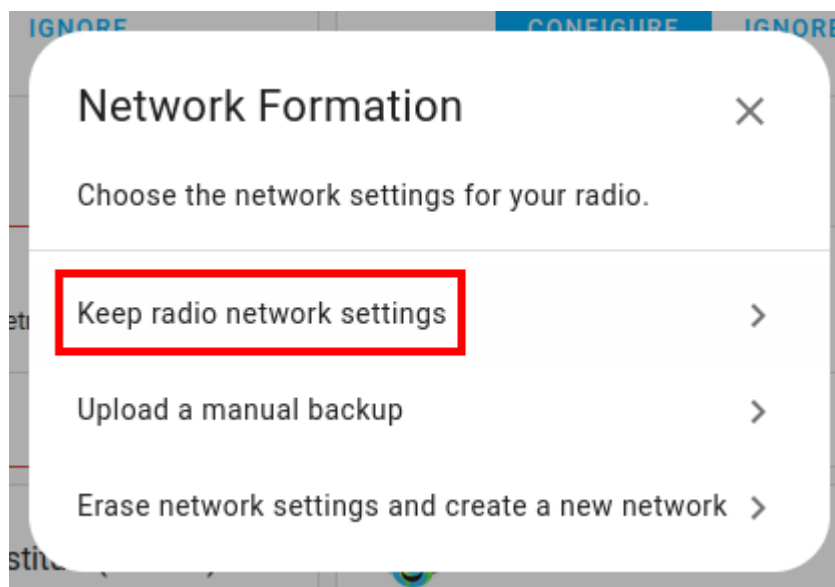 IGNORE
CONFIGURE
IGNORE
Network Formation
Choose the network settings for your radio.
Keep radio network settings
Upload a manual backup
Erase network settings and create a new network